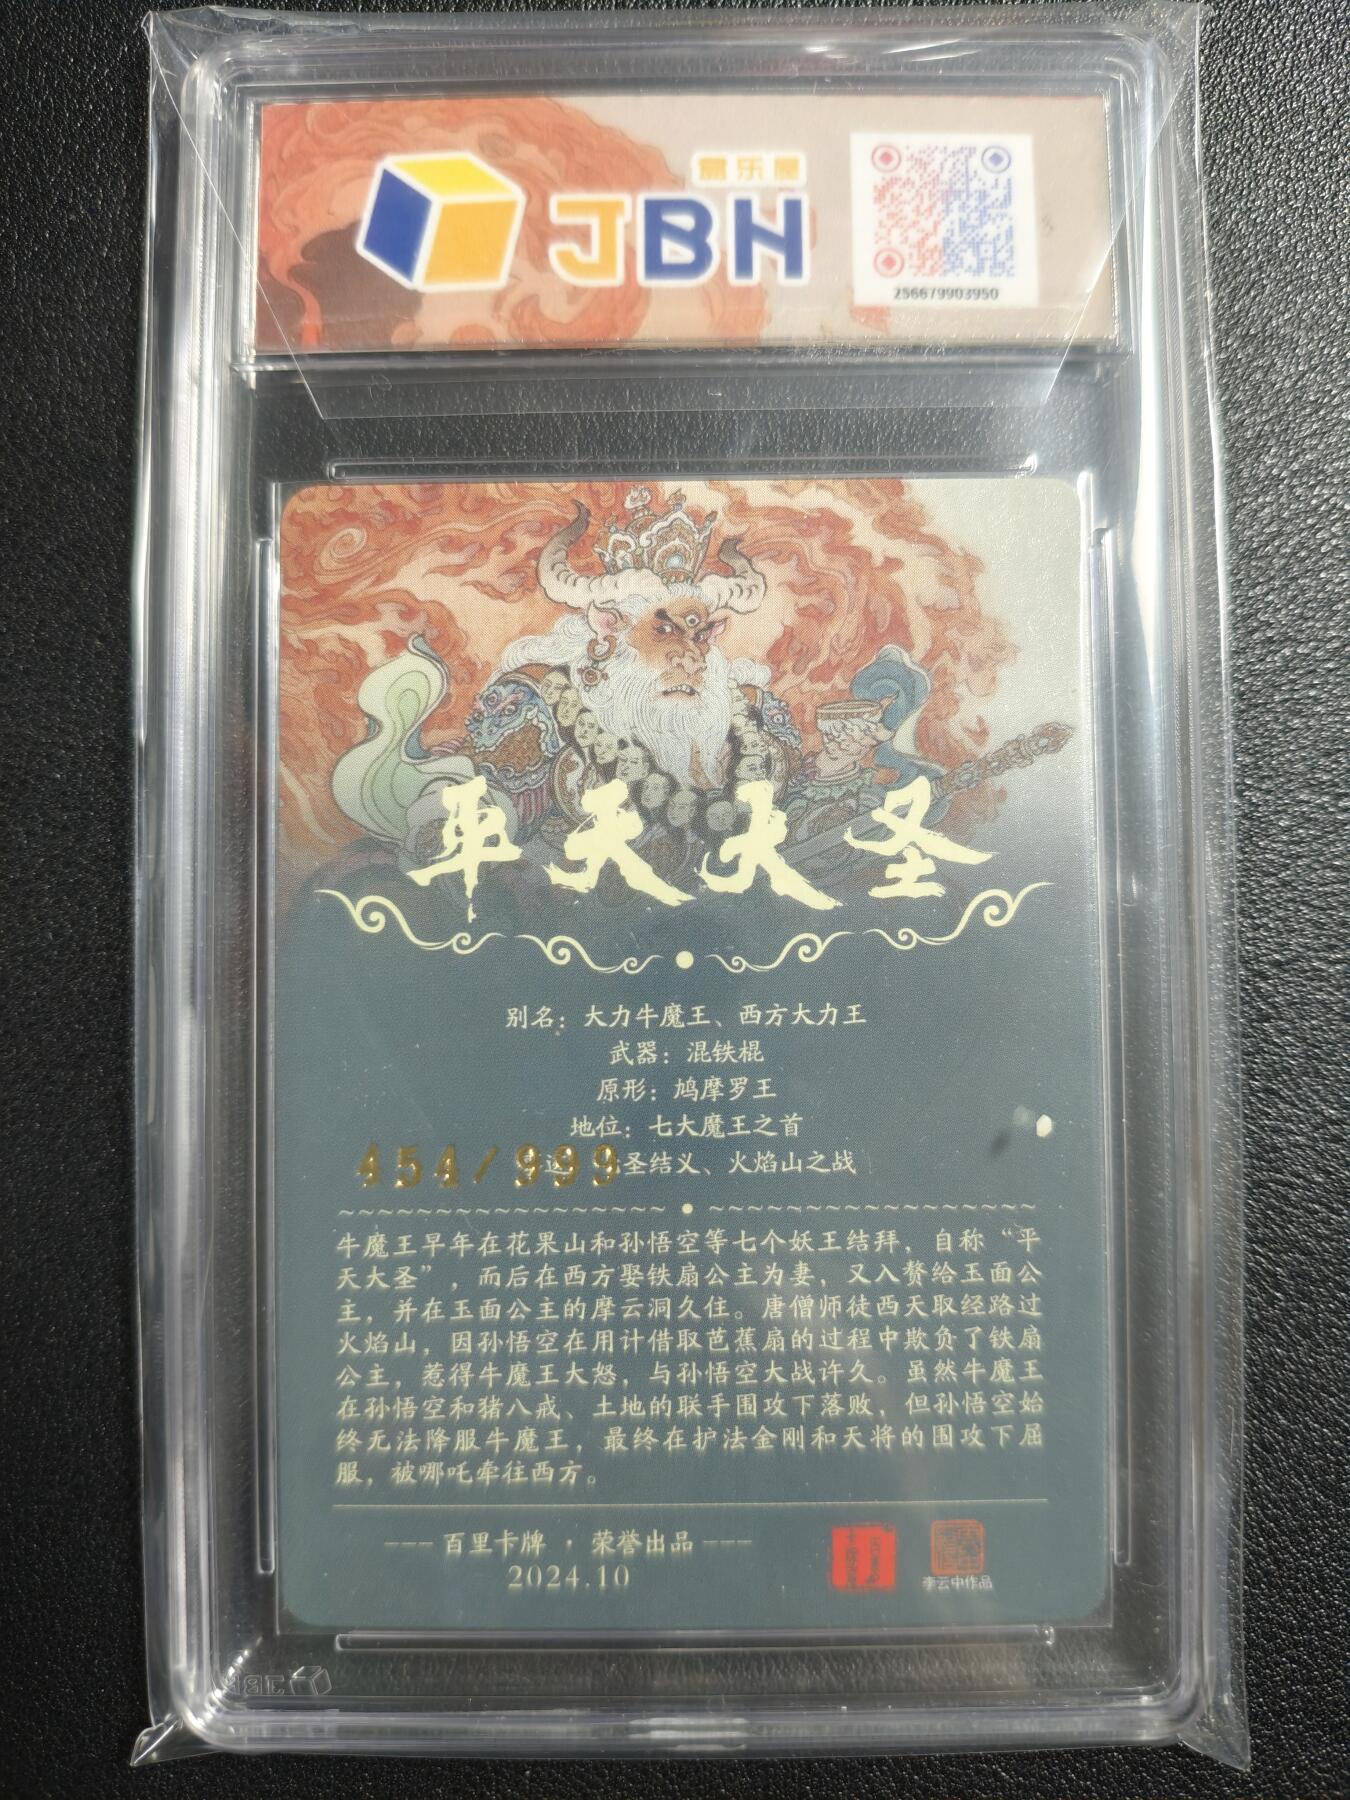 盒乐屋
JBH
256679903950
平天大圣
别名：大力牛魔王、西方大力王
武器：混铁棍
原形：鸠摩罗王
地位：七大魔王之首
454/999
圣结义、火焰山之战
牛魔王早年在花果山和孙悟空等七个妖王结拜，自称“平
天大圣”，而后在西方娶铁扇公主为妻，又入赘给玉面公
主，并在玉面公主的摩云洞久住。唐僧师徒西天取经路过
火焰山，因孙悟空在用计借取芭蕉扇的过程中欺负了铁扇
公主，惹得牛魔王大怒，与孙悟空大战许久。虽然牛魔王
在孙悟空和猪八戒、土地的联手围攻下落败，但孙悟空始
终无法降服牛魔王，最终在护法金刚和天将的围攻下屈
服，被哪吒牵往西方。
--- 百里卡牌 · 荣誉出品 ---
2024.10
李云中作品
JBH